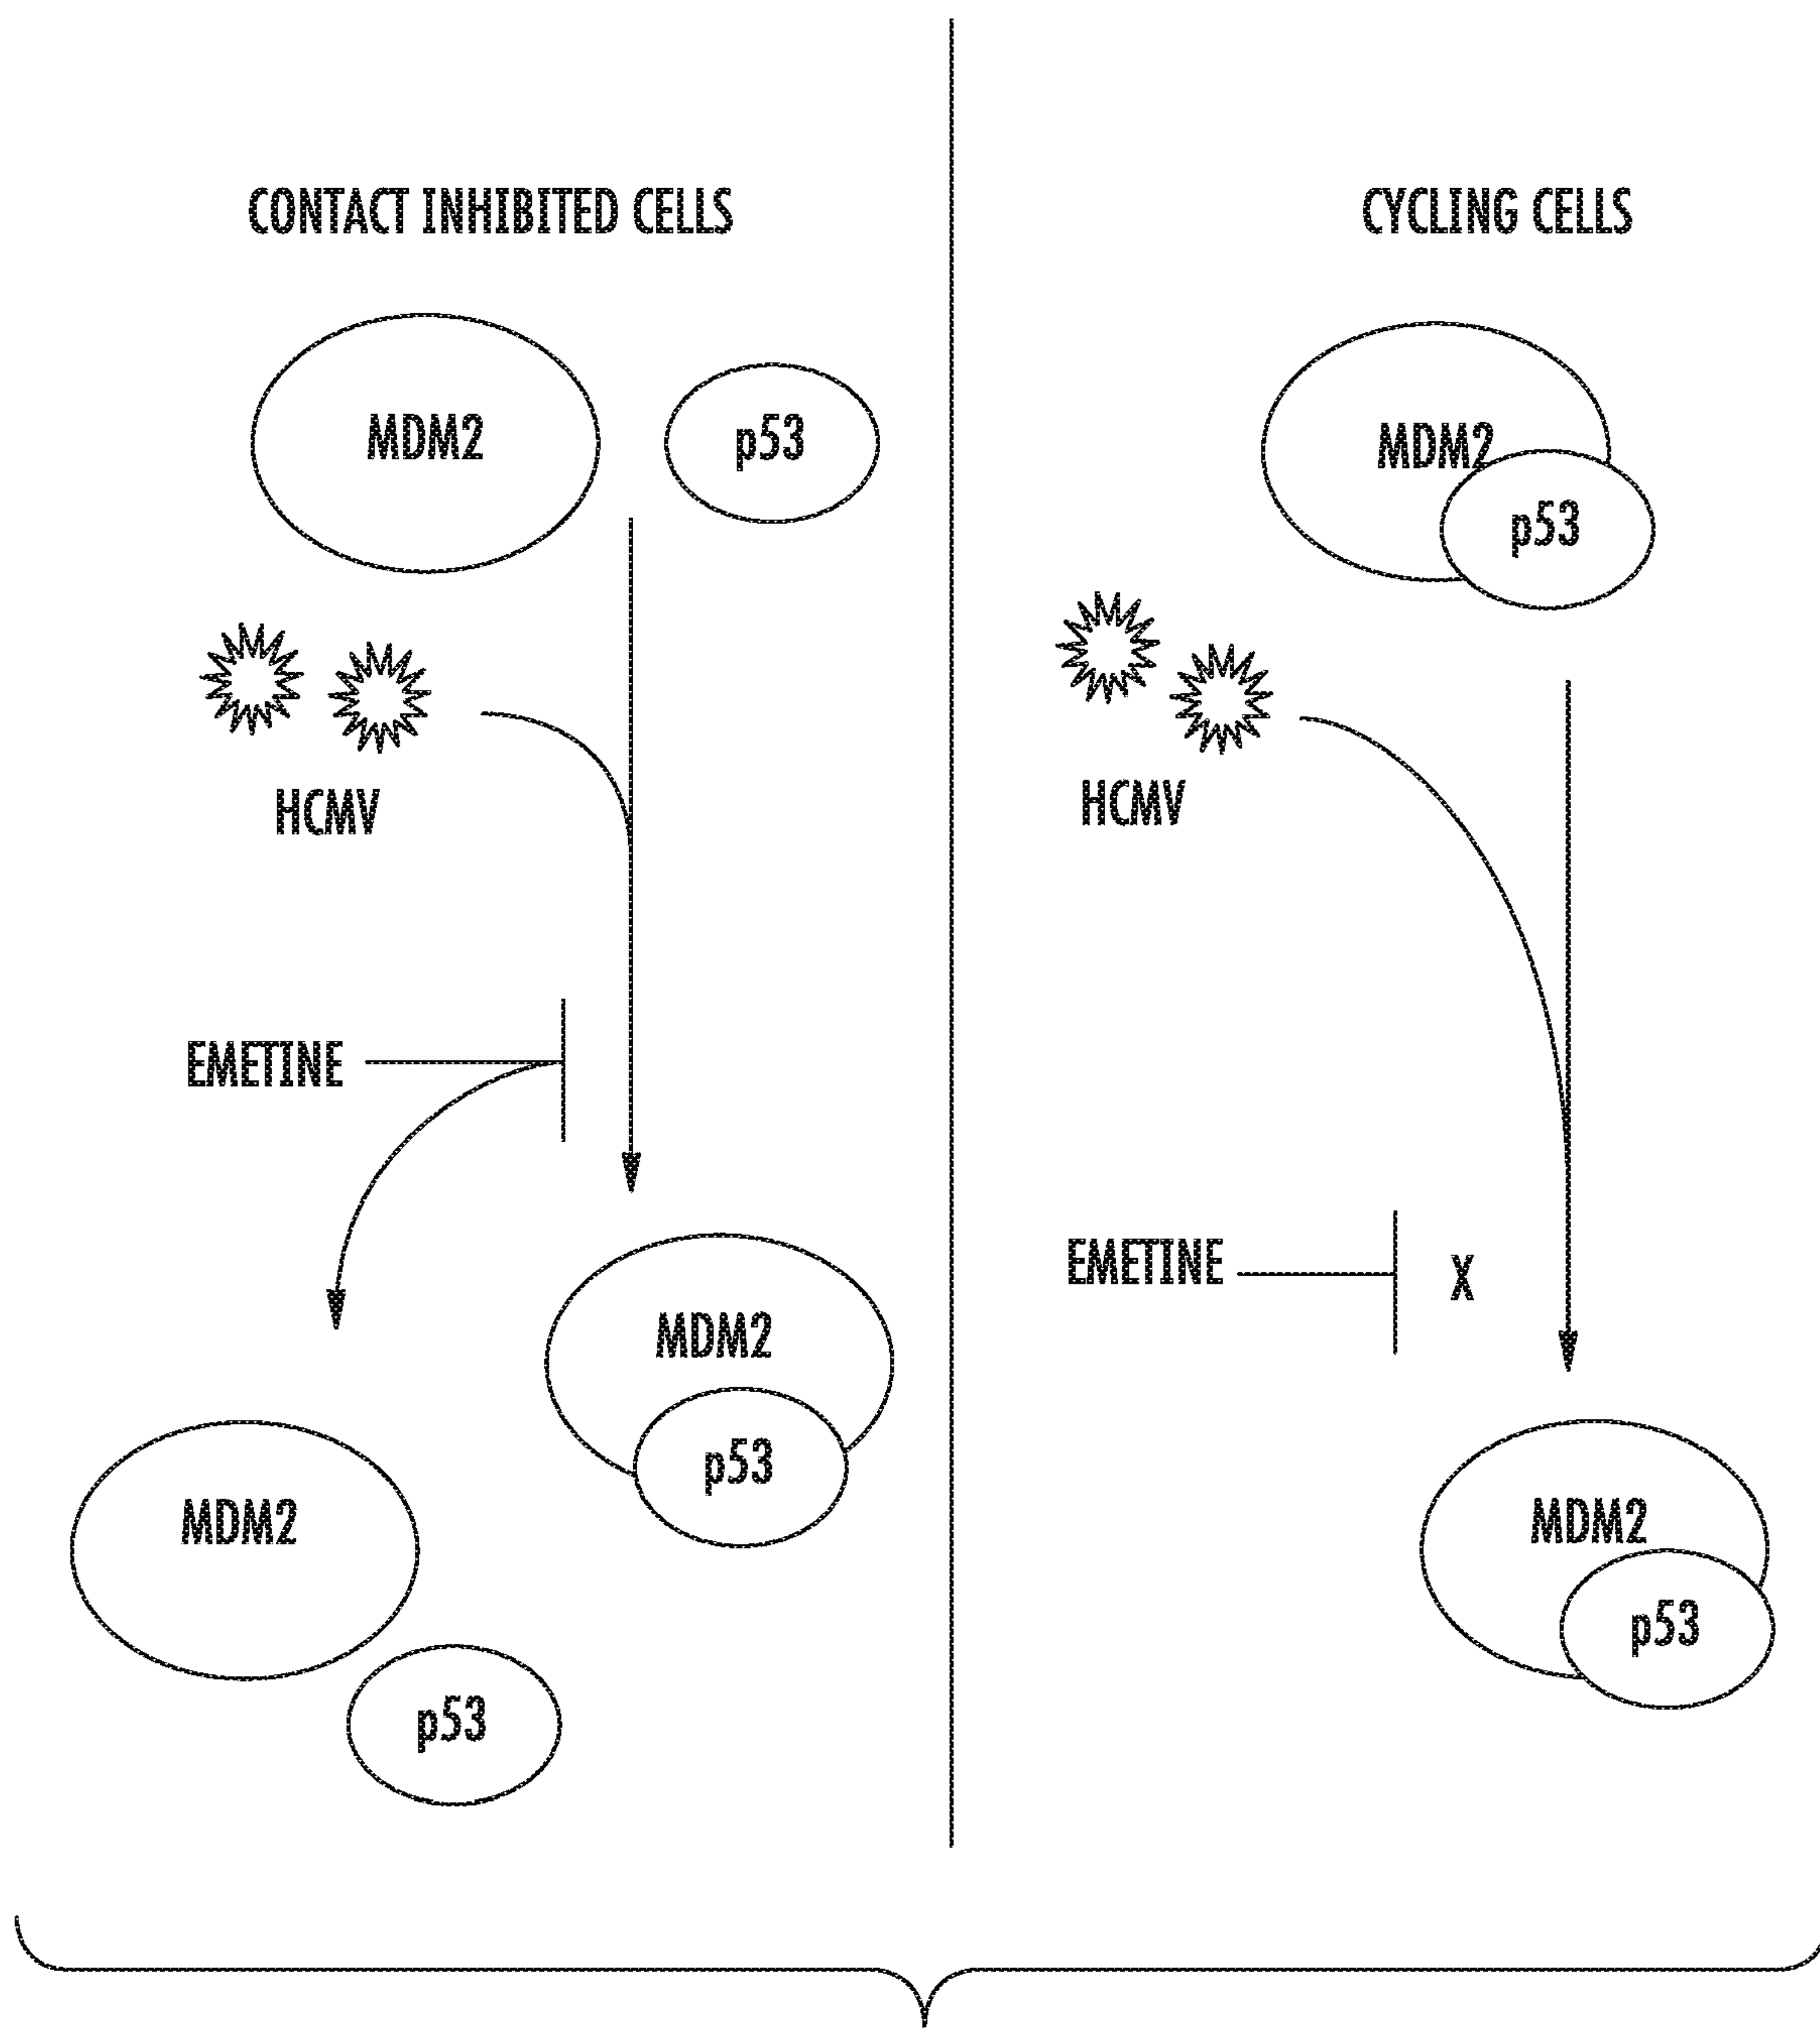 CONTACT INHIBITED CELLS
MDM2
p53
HCMV
EMETINE
MDM2
p53
MDM2
p53
CYCLING CELLS
MDM2
p53
HCMV
EMETINE
X
MDM2
p53